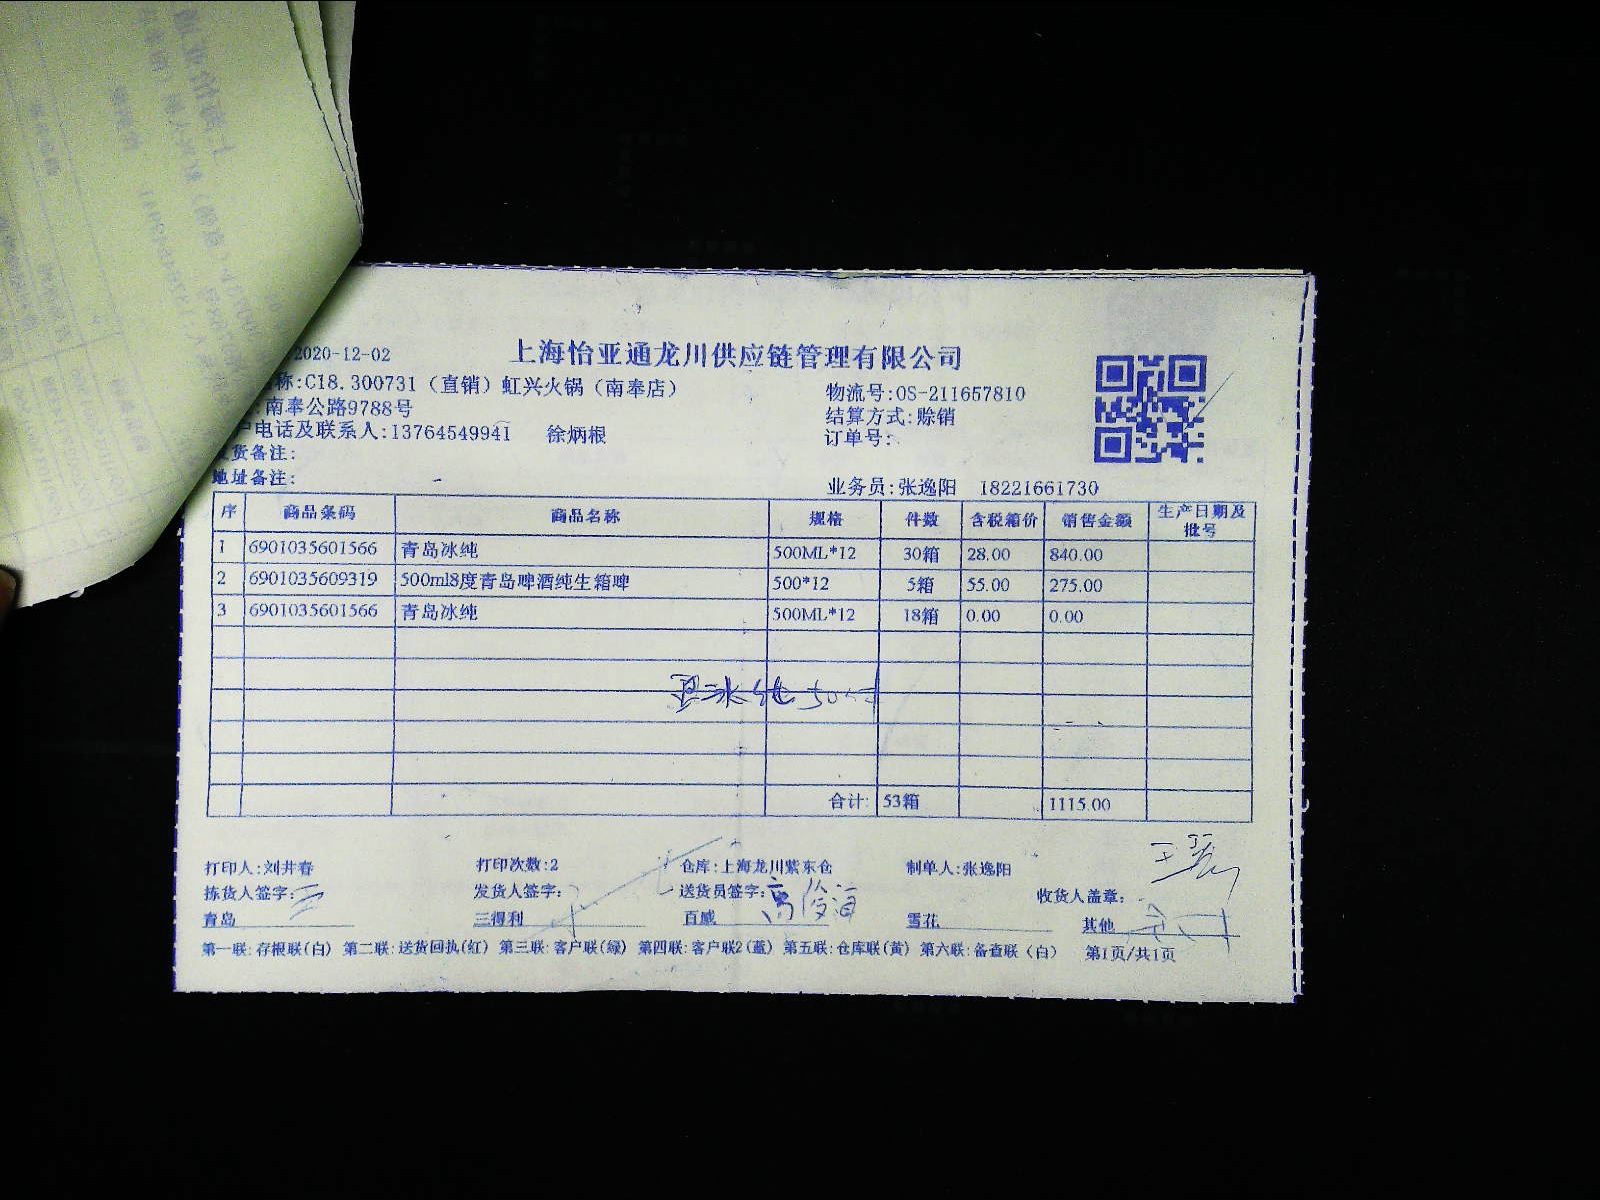 2020-12-02
上海怡亚通龙川供应链管理有限公司
称:C18.300731（直销）虹兴火锅（南奉店）
物流号:OS-211657810
:南奉公路9788号
结算方式:赊销
户电话及联系人:13764549941 徐炳根
订单号:
发货备注:
地址备注:
业务员:张逸阳 18221661730
序 商品条码 商品名称 规格 件数 含税箱价 销售金额 生产日期及批号
1 6901035601566 青岛冰纯 500ML*12 30箱 28.00 840.00
2 6901035609319 500ml8度青岛啤酒纯生箱啤 500*12 5箱 55.00 275.00
3 6901035601566 青岛冰纯 500ML*12 18箱 0.00 0.00
合计: 53箱 1115.00
打印人:刘井春 打印次数:2 仓库:上海龙川紫东仓 制单人:张逸阳
拣货人签字: 发货人签字: 送货员签字: 收货人盖章:
青岛 三得利 百威 雪花 其他
第一联:存根联(白) 第二联:送货回执(红) 第三联:客户联(绿) 第四联:客户联2(蓝) 第五联:仓库联(黄) 第六联:备查联（白） 第1页/共1页